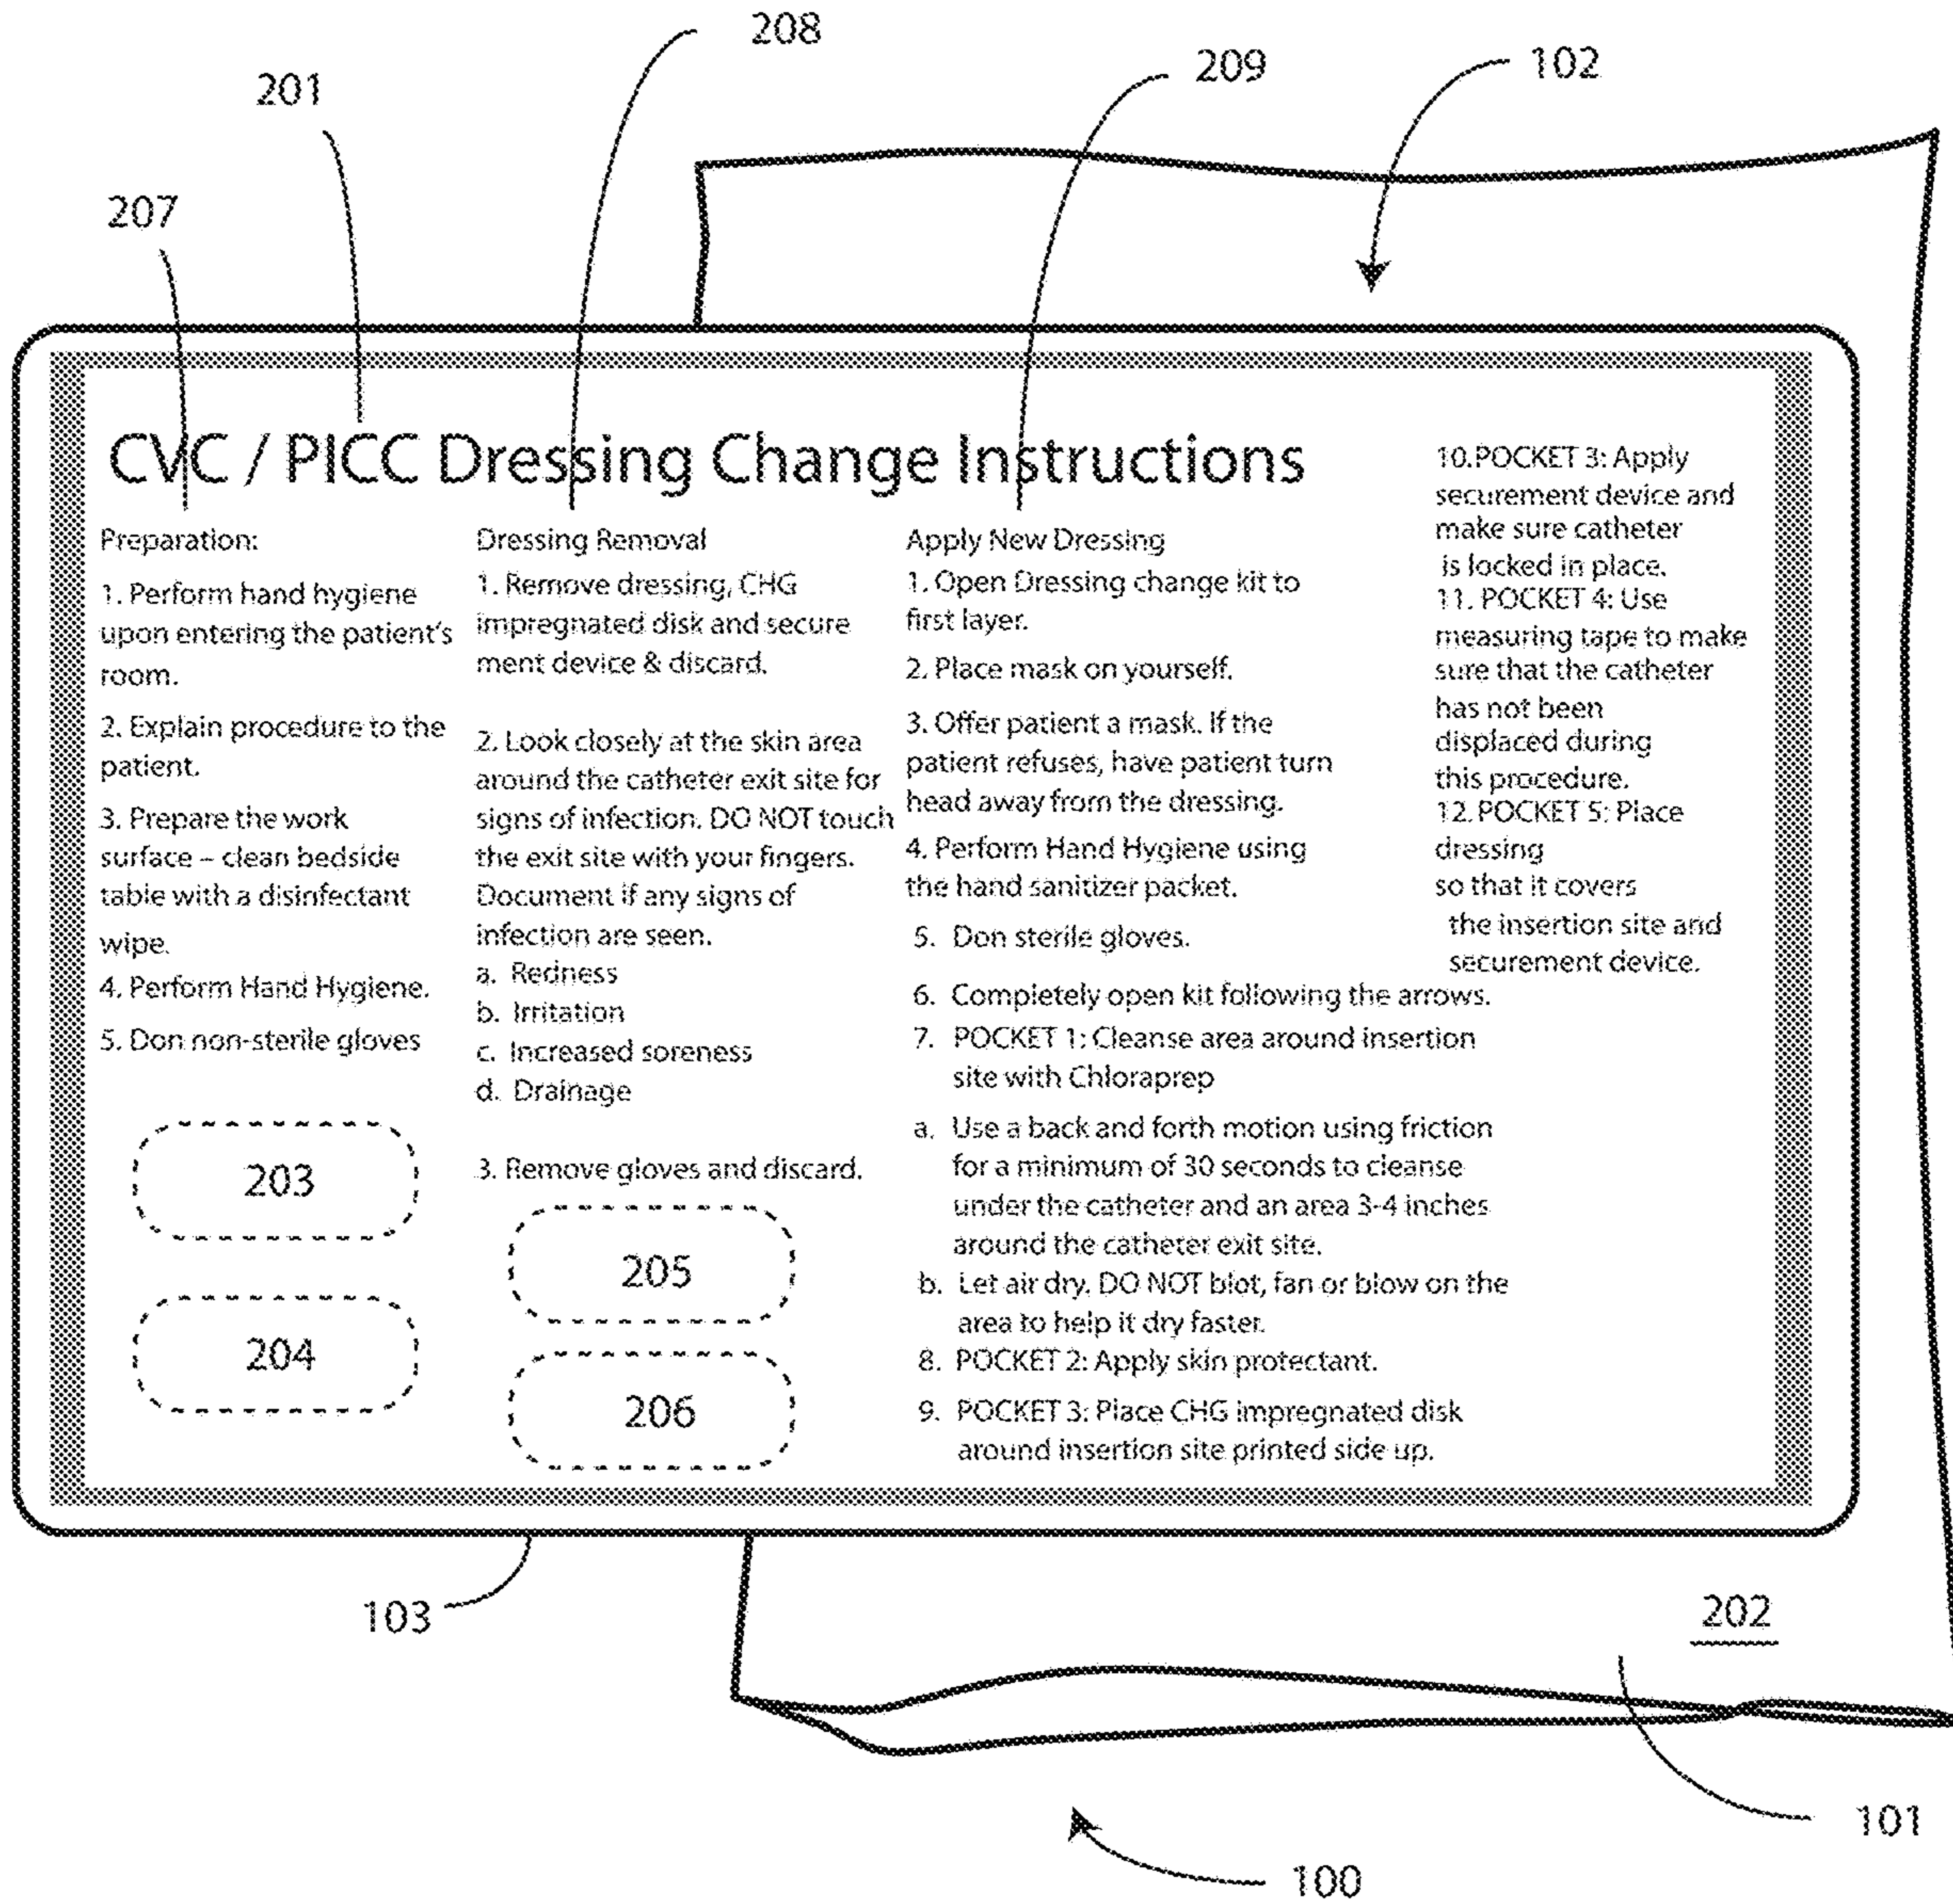 208
209
102
201
207
CVC / PICC Dressing Change Instructions
Preparation:
1. Perform hand hygiene
upon entering the patient's
room.
2. Explain procedure to the
patient.
3. Prepare the work
surface – clean bedside
table with a disinfectant
wipe.
4. Perform Hand Hygiene.
5. Don non-sterile gloves
203
204
Dressing Removal
1. Remove dressing, CHG
impregnated disk and secure
ment device & discard.
2. Look closely at the skin area
around the catheter exit site for
signs of infection. DO NOT touch
the exit site with your fingers.
Document if any signs of
infection are seen.
a. Redness
b. Irritation
c. Increased soreness
d. Drainage
3. Remove gloves and discard.
205
206
Apply New Dressing
1. Open Dressing change kit to
first layer.
2. Place mask on yourself.
3. Offer patient a mask. If the
patient refuses, have patient turn
head away from the dressing.
4. Perform Hand Hygiene using
the hand sanitizer packet.
5. Don sterile gloves.
6. Completely open kit following the arrows.
7. POCKET 1: Cleanse area around insertion
site with Chloraprep
a. Use a back and forth motion using friction
for a minimum of 30 seconds to cleanse
under the catheter and an area 3-4 inches
around the catheter exit site.
b. Let air dry. DO NOT blot, fan or blow on the
area to help it dry faster.
8. POCKET 2: Apply skin protectant.
9. POCKET 3: Place CHG impregnated disk
around insertion site printed side up.
10.POCKET 3: Apply
securement device and
make sure catheter
is locked in place.
11. POCKET 4: Use
measuring tape to make
sure that the catheter
has not been
displaced during
this procedure.
12. POCKET 5: Place
dressing
so that it covers
the insertion site and
securement device.
103
202
101
100